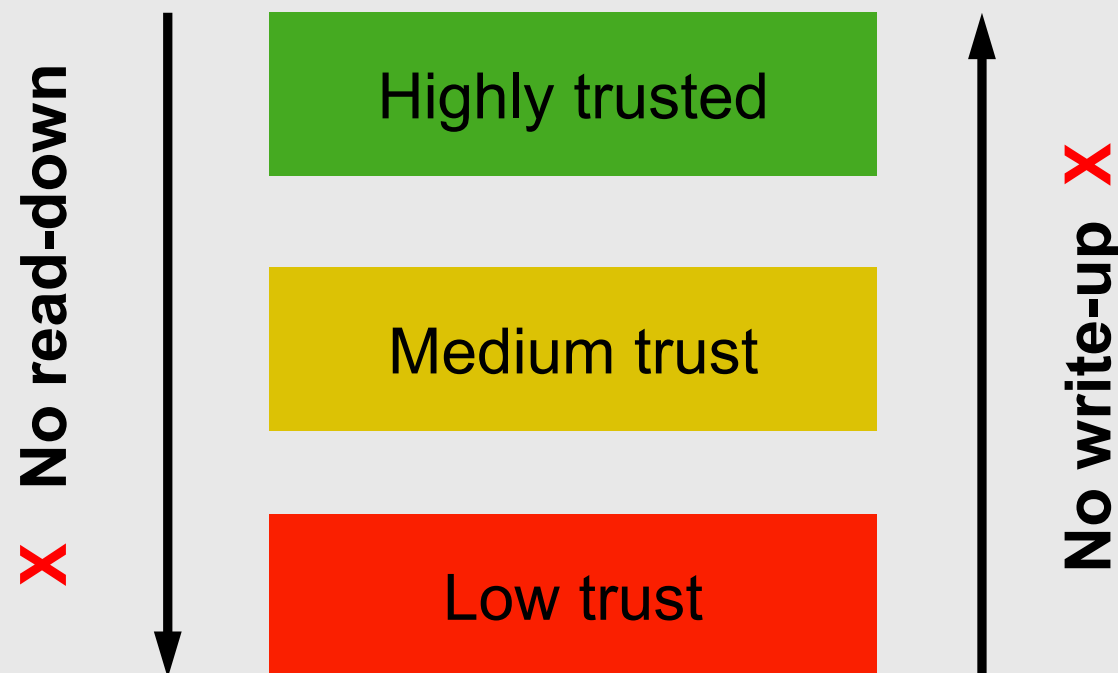 X No read-down
Highly trusted
Medium trust
Low trust
No write-up X